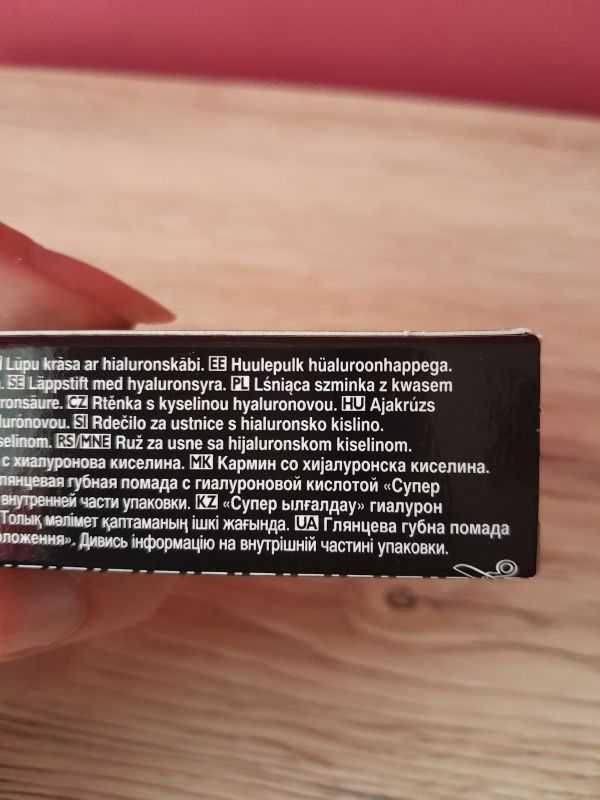 Lūpu krāsa ar hialuronskābi. EE Huulepulk hüaluroonhappega.
SE Läppstift med hyaluronsyra. PL Lśniąca szminka z kwasem
ronsäure. CZ Rtěnka s kyselinou hyaluronovou. HU Ajakrúzs
lurónovou. SI Rdečilo za ustnice s hialuronsko kislino.
selinom. RS/MNE Ruž za usne sa hijaluronskom kiselinom.
с хиалуронова киселина. MK Кармин со хијалуронска киселина.
лянцевая губная помада с гиалуроновой кислотой «Супер
внутренней части упаковки. KZ «Супер ылғалдау» гиалурон
Толық мәлімет қаптаманың ішкі жағында. UA Глянцева губна помада
оложення». Дивись інформацію на внутрішній частині упаковки.